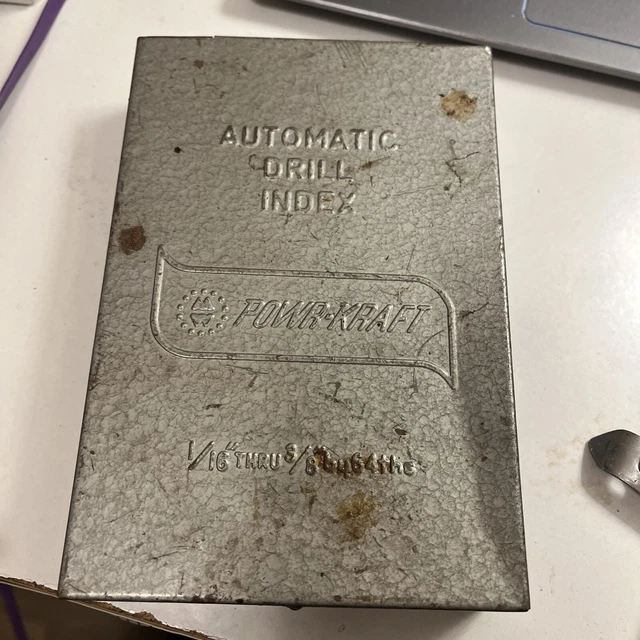 AUTOMATIC
DRILL
INDEX
POWR-KRAFT
1/16" THRU 3/8 by 64ths